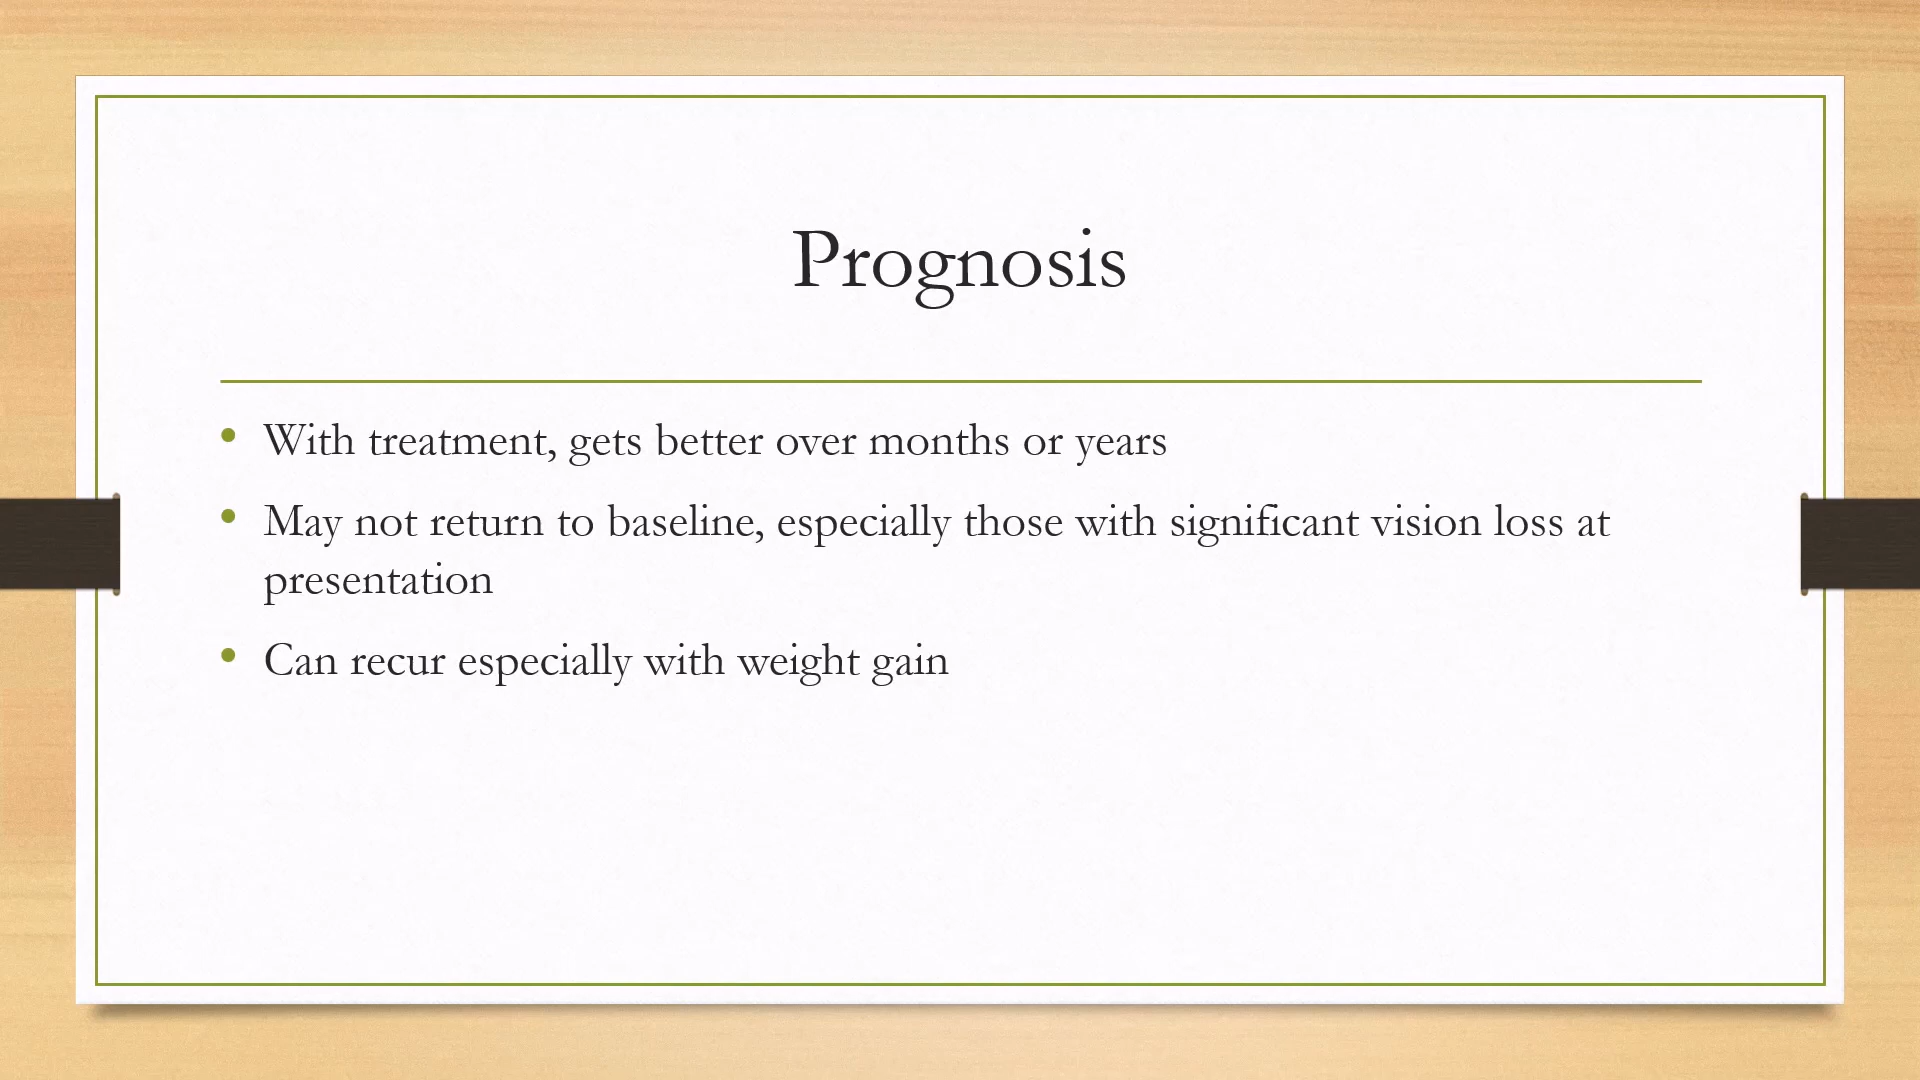 Prognosis
• With treatment, gets better over months or years
• May not return to baseline, especially those with significant vision loss at
presentation
• Can recur especially with weight gain